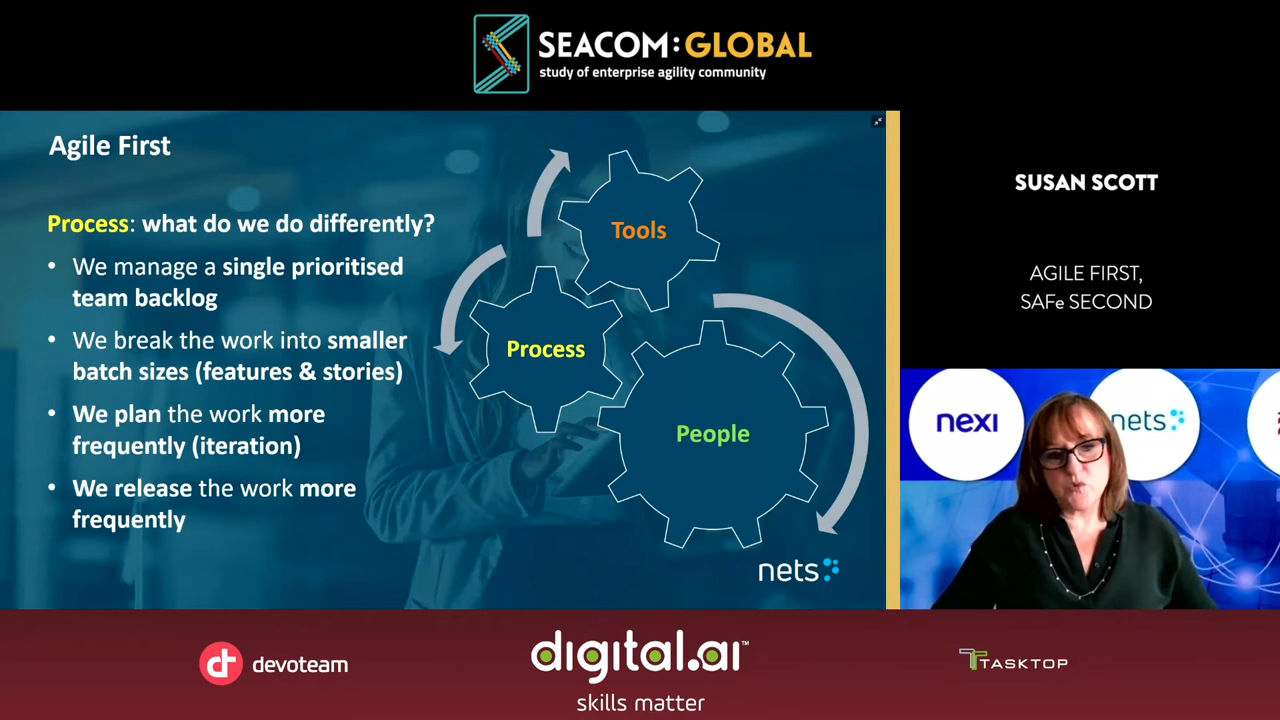 SEACOM:GLOBAL
study of enterprise agility community
Agile First
Process: what do we do differently?
• We manage a single prioritised
team backlog
• We break the work into smaller
batch sizes (features & stories)
• We plan the work more
frequently (iteration)
• We release the work more
frequently
Tools
Process
People
nets
SUSAN SCOTT
AGILE FIRST,
SAFe SECOND
nexi
nets
devoteam
digital.ai™
skills matter
TASKTOP